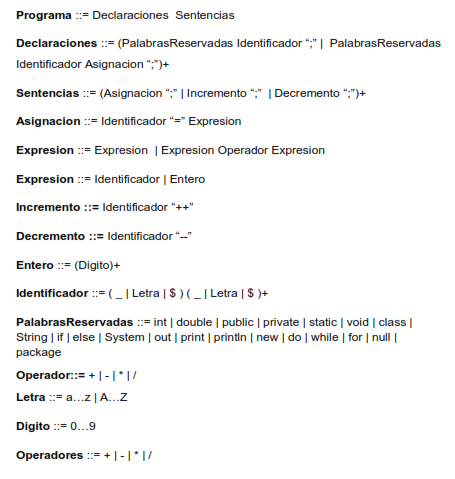 Programa ::= Declaraciones  Sentencias
Declaraciones ::= (PalabrasReservadas Identificador “;” |  PalabrasReservadas
Identificador Asignacion “;”)+
Sentencias ::= (Asignacion “;” | Incremento “;”  | Decremento “;”)+
Asignacion ::= Identificador “=” Expresion
Expresion ::= Expresion  | Expresion Operador Expresion
Expresion ::= Identificador | Entero
Incremento ::= Identificador “++”
Decremento ::= Identificador “--”
Entero ::= (Digito)+
Identificador ::= ( _ | Letra | $ ) ( _ | Letra | $ )+
PalabrasReservadas ::= int | double | public | private | static | void | class |
String | if | else | System | out | print | println | new | do | while | for | null |
package
Operador::= + | - | * | /
Letra ::= a…z | A…Z
Digito ::= 0…9
Operadores ::= + | - | * | /